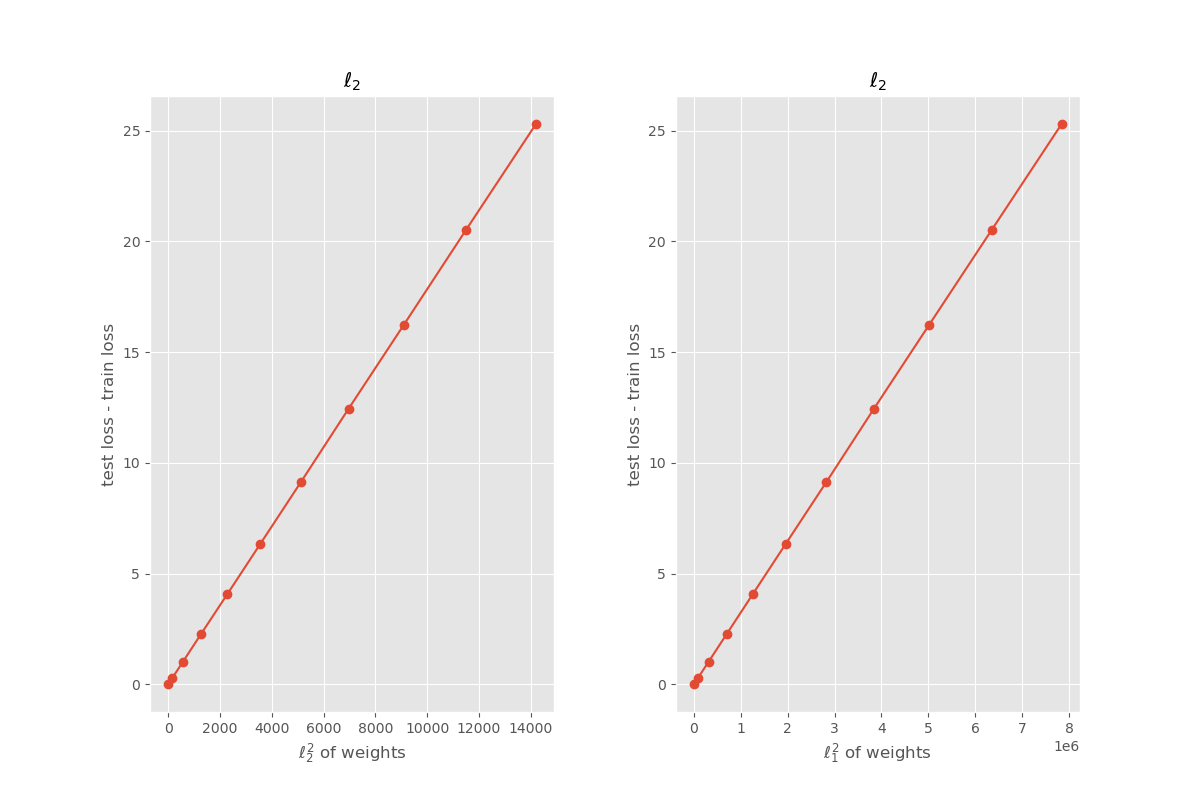 ℓ₂
25
20
15
10
5
0
test loss - train loss
0 2000 4000 6000 8000 10000 12000 14000
ℓ₂² of weights
ℓ₂
25
20
15
10
5
0
test loss - train loss
0 1 2 3 4 5 6 7 8
1e6
ℓ₁² of weights